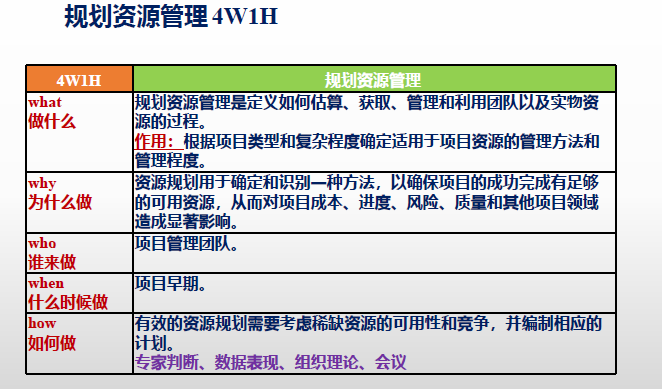 规划资源管理 4W1H
4W1H
规划资源管理
what
做什么
规划资源管理是定义如何估算、获取、管理和利用团队以及实物资
源的过程。
作用：根据项目类型和复杂程度确定适用于项目资源的管理方法和
管理程度。
why
为什么做
资源规划用于确定和识别一种方法，以确保项目的成功完成有足够
的可用资源，从而对项目成本、进度、风险、质量和其他项目领域
造成显著影响。
who
谁来做
项目管理团队。
when
什么时候做
项目早期。
how
如何做
有效的资源规划需要考虑稀缺资源的可用性和竞争，并编制相应的
计划。
专家判断、数据表现、组织理论、会议